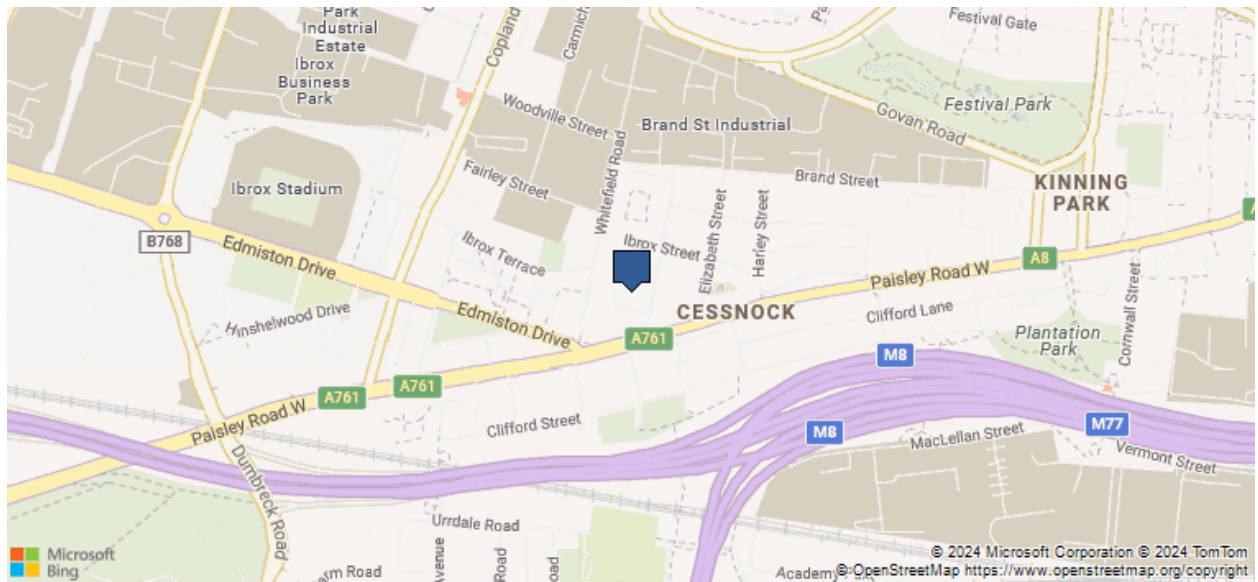 Park
Industrial
Estate
Ibrox
Business
Park
Copland
Festival Gate
Festival Park
Govan Road
Woodville Street
Brand St Industrial
Whitefield Road
Fairley Street
Brand Street
KINNING
PARK
Ibrox Stadium
Elizabeth Street
Harley Street
Ibrox Street
Ibrox Terrace
B768
Edmiston Drive
A8
Paisley Road W
Cornwall Street
Hinshelwood Drive
Edmiston Drive
CESSNOCK
Clifford Lane
A761
Plantation
Park
M8
A761
A761
Paisley Road W
Clifford Street
M8
M77
MacLellan Street
Vermont Street
Dumbreck Road
Urrdale Road
Avenue
Road
Microsoft
Bing
© 2024 Microsoft Corporation © 2024 TomTom
© OpenStreetMap https://www.openstreetmap.org/copyright